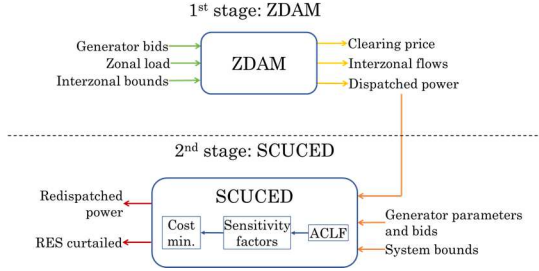 1st stage: ZDAM
Generator bids
Zonal load
Interzonal bounds
ZDAM
Clearing price
Interzonal flows
Dispatched power
2nd stage: SCUCED
SCUCED
Redispatched
power
RES curtailed
Cost
min.
Sensitivity
factors
ACLF
Generator parameters
and bids
System bounds